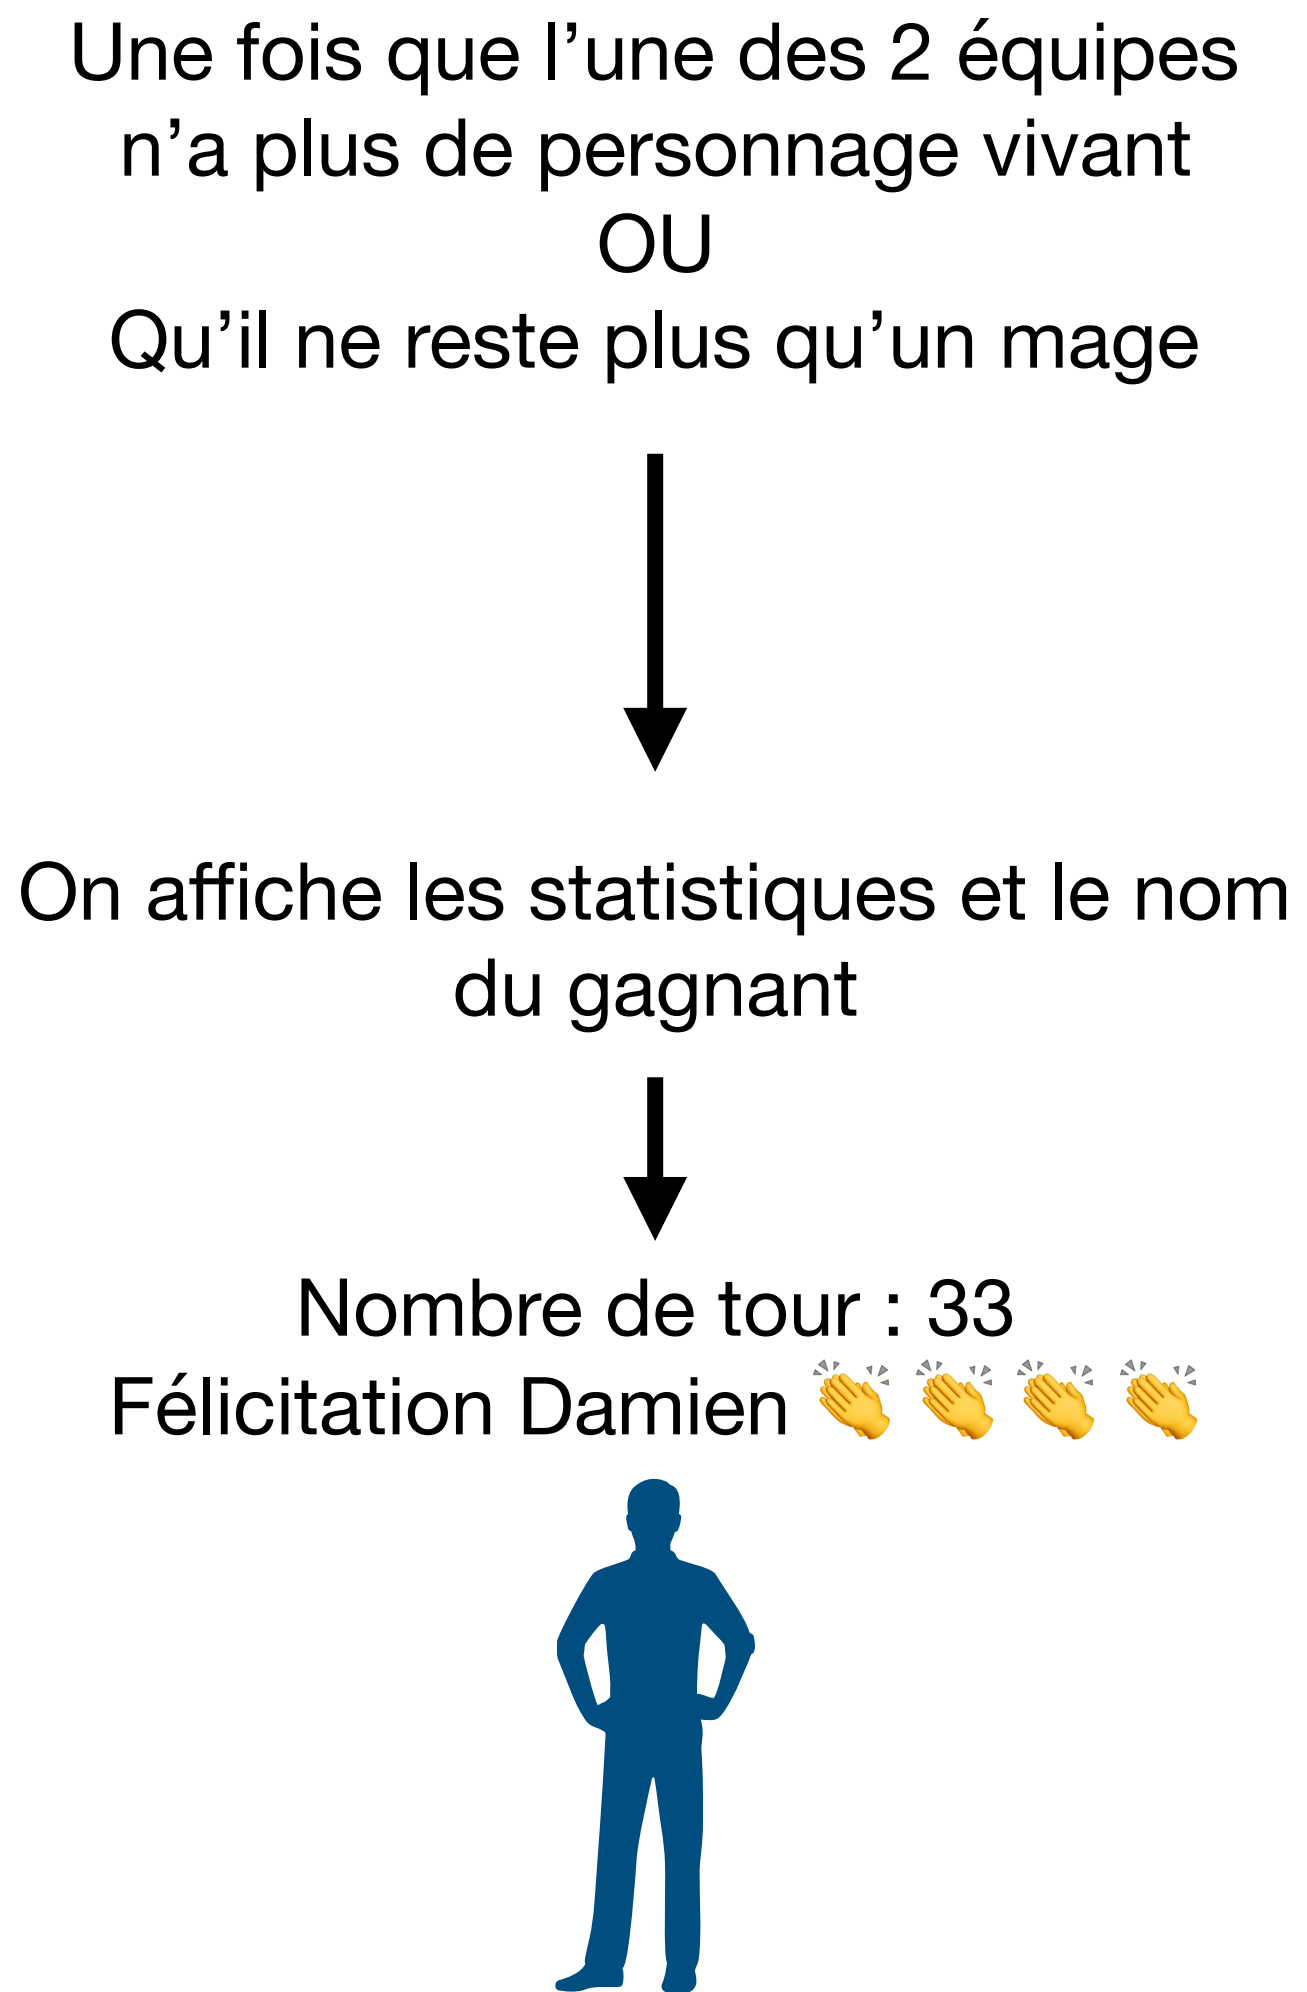 Une fois que l’une des 2 équipes
n’a plus de personnage vivant
OU
Qu’il ne reste plus qu’un mage
On affiche les statistiques et le nom
du gagnant
Nombre de tour : 33
Félicitation Damien 👏 👏 👏 👏